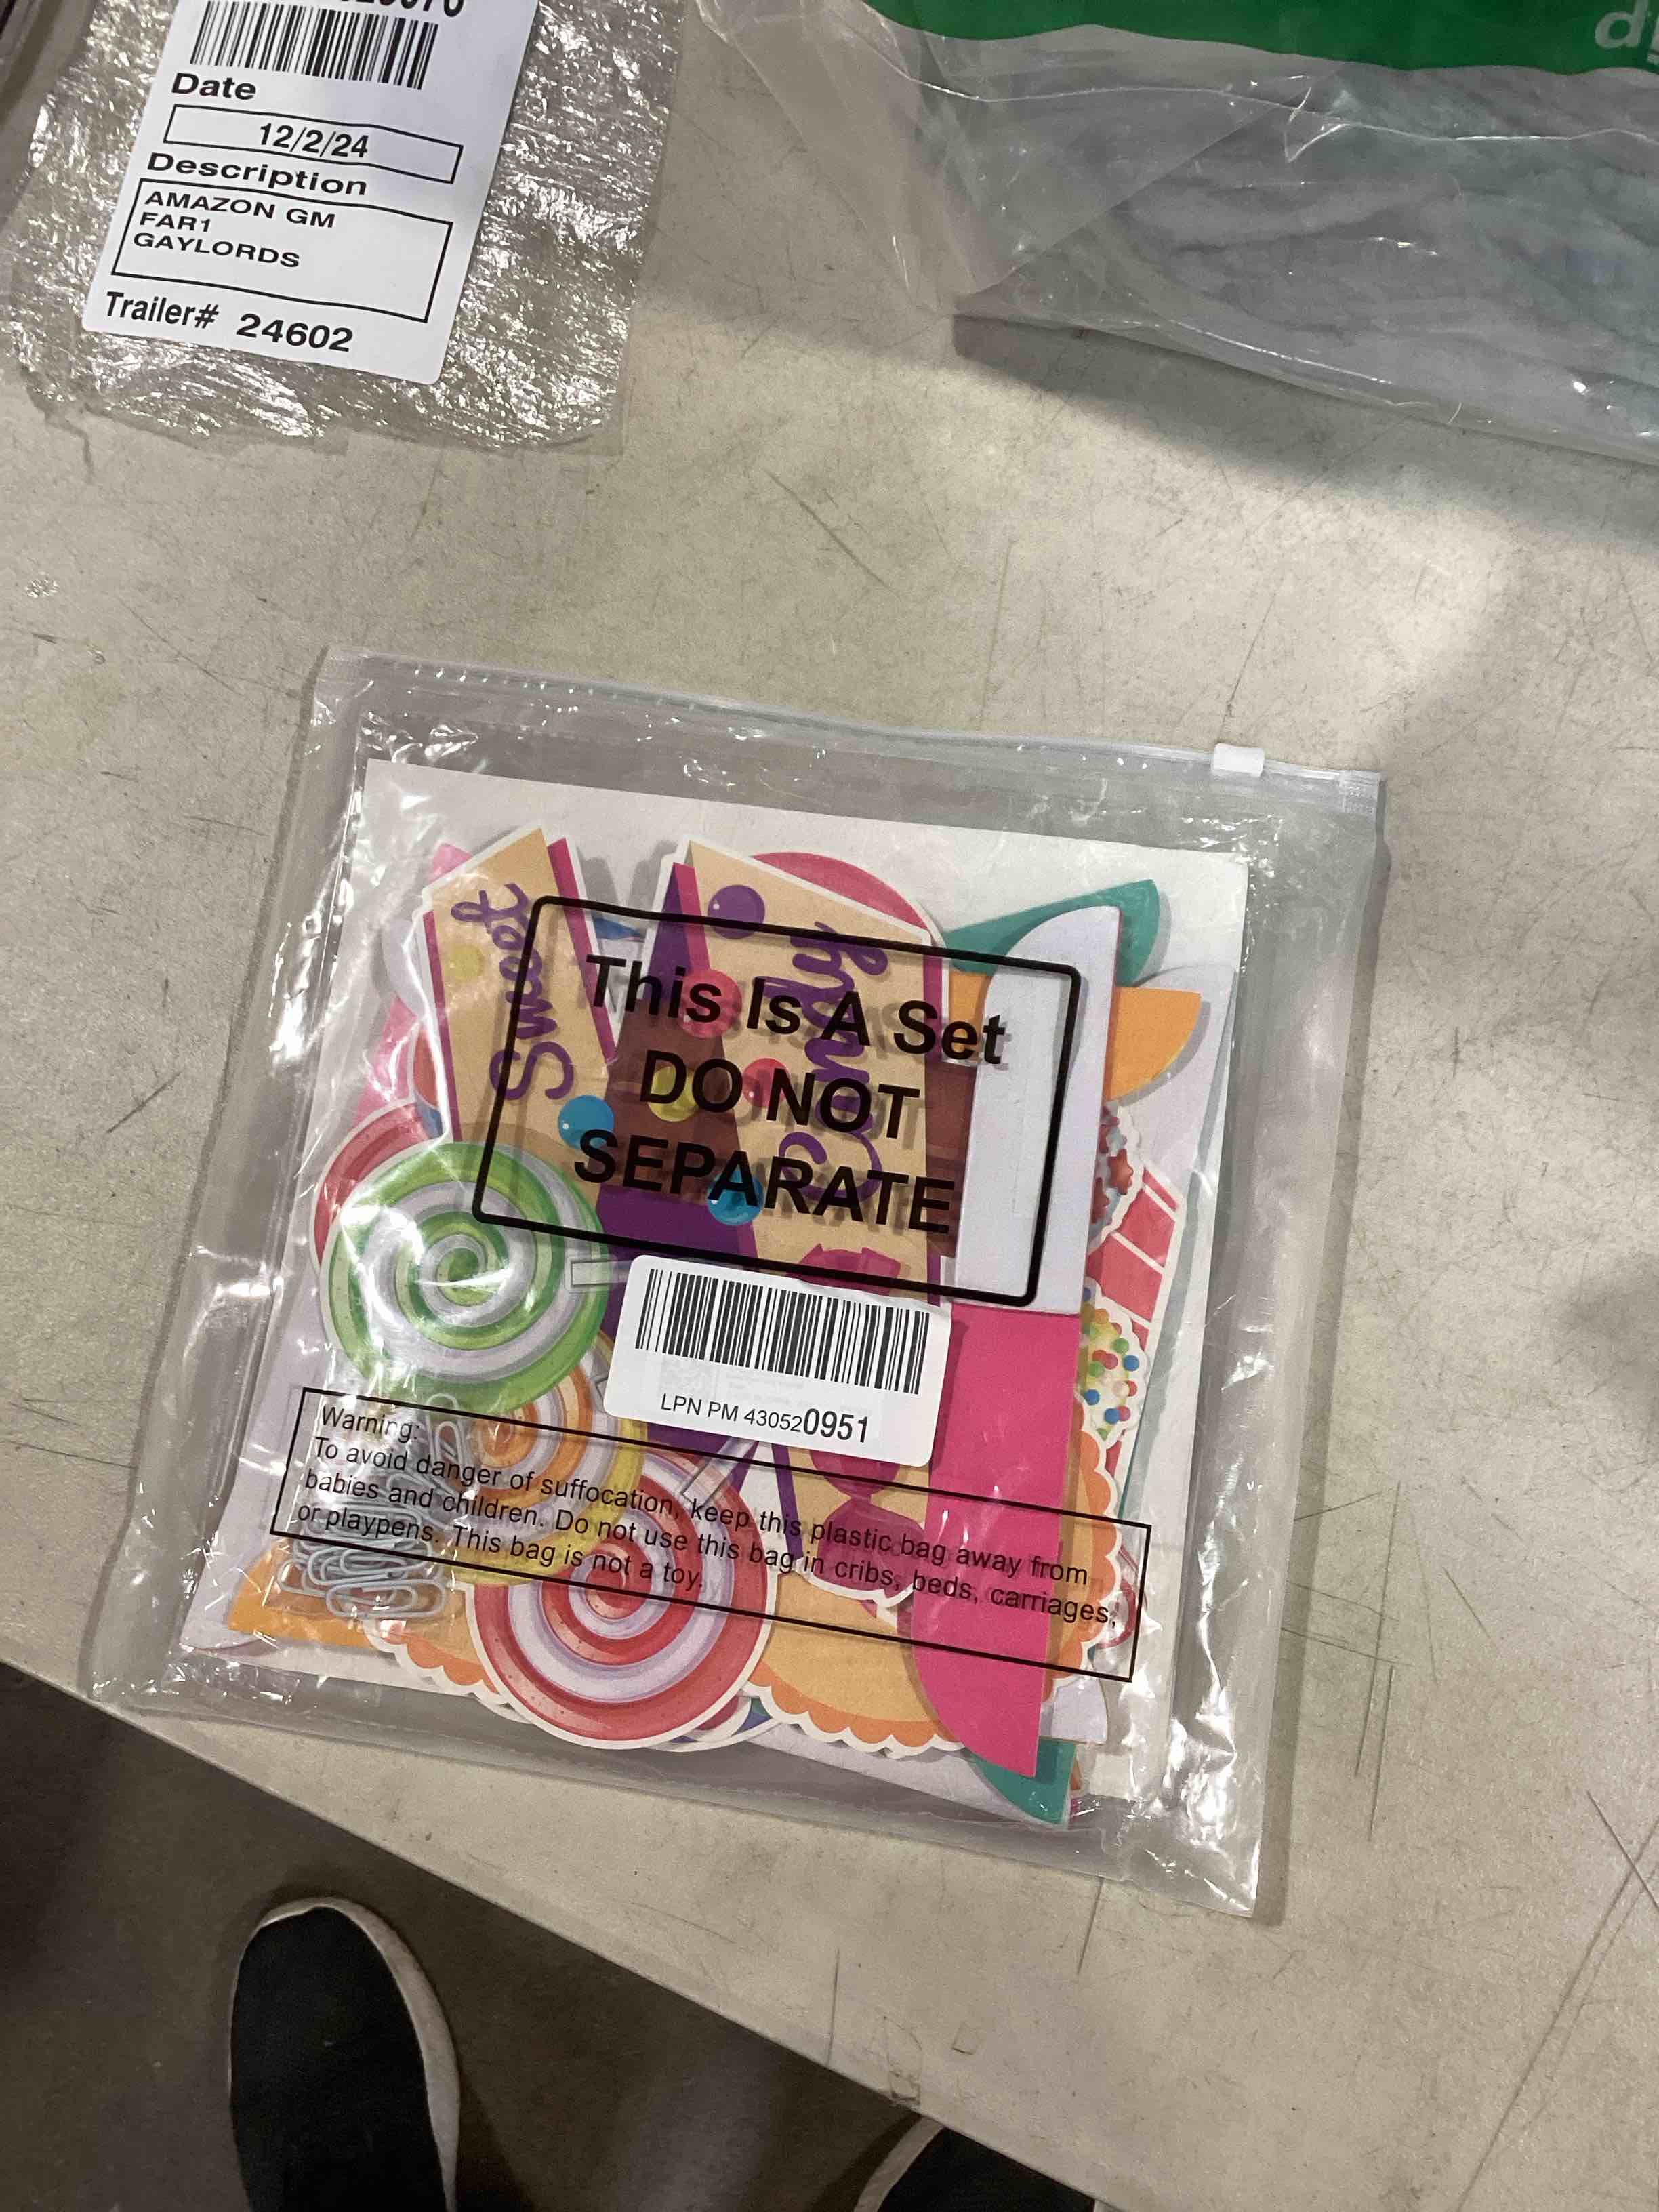 Date
12/2/24
Description
AMAZON GM
FAR1
GAYLORDS
Trailer# 24602
Sweet
Candy
This Is A Set
DO NOT
SEPARATE
LPN PM 430520951
Warning:
To avoid danger of suffocation, keep this plastic bag away from
babies and children. Do not use this bag in cribs, beds, carriages,
or playpens. This bag is not a toy.